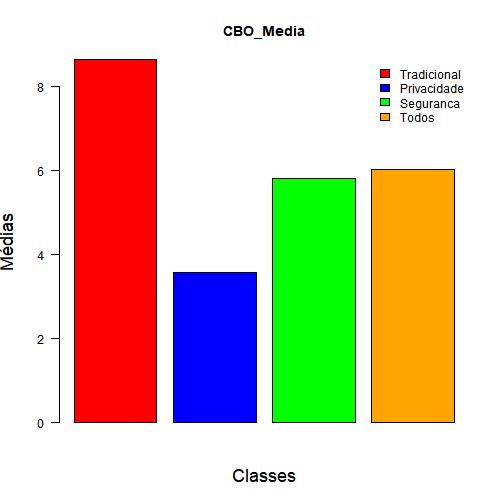 CBO_Media
Tradicional
Privacidade
Seguranca
Todos
8
6
4
2
0
Médias
Classes